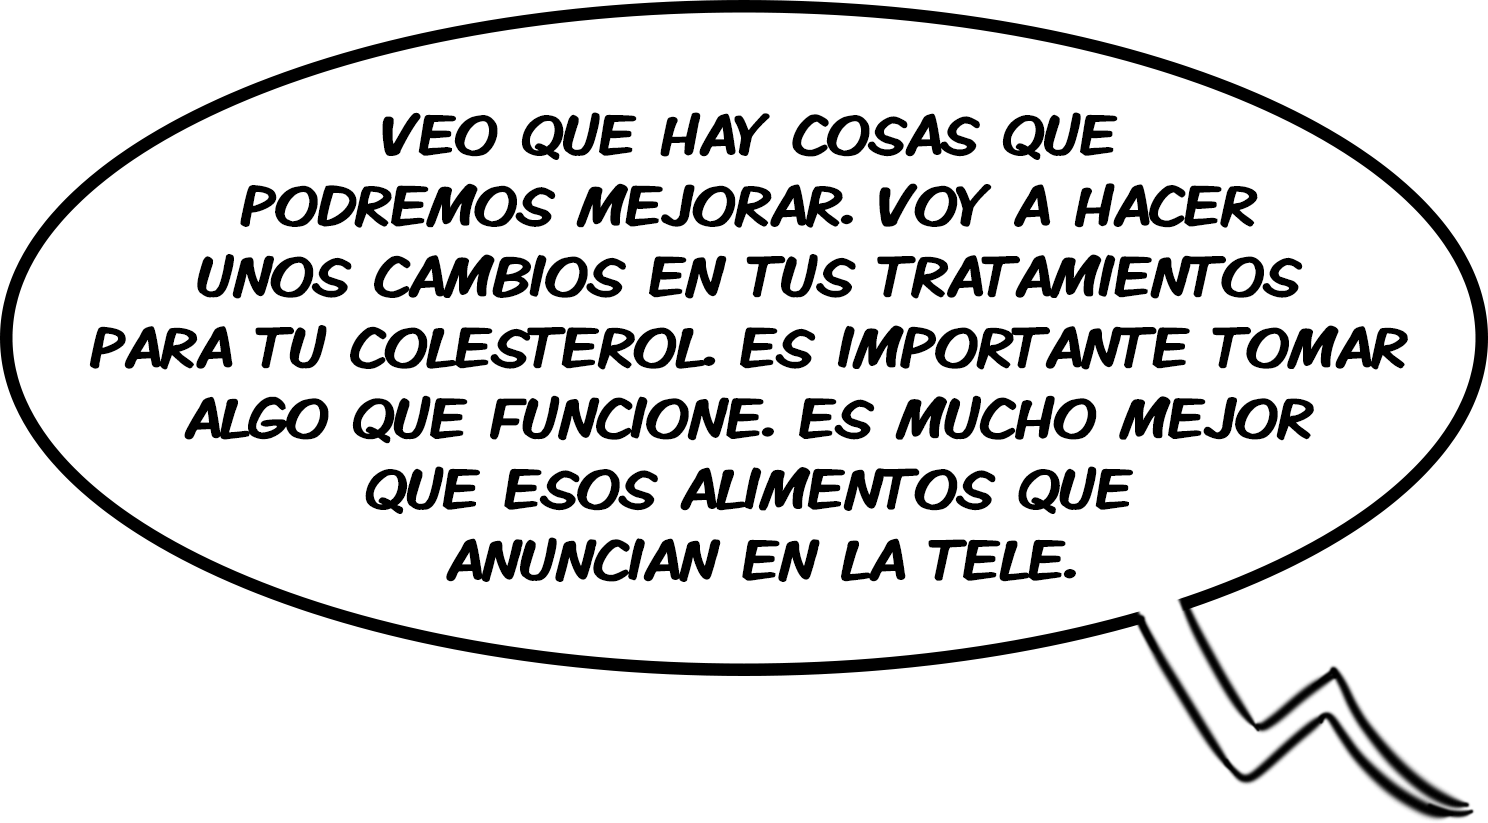 VEO QUE HAY COSAS QUE
PODREMOS MEJORAR. VOY A HACER
UNOS CAMBIOS EN TUS TRATAMIENTOS
PARA TU COLESTEROL. ES IMPORTANTE TOMAR
ALGO QUE FUNCIONE. ES MUCHO MEJOR
QUE ESOS ALIMENTOS QUE
ANUNCIAN EN LA TELE.